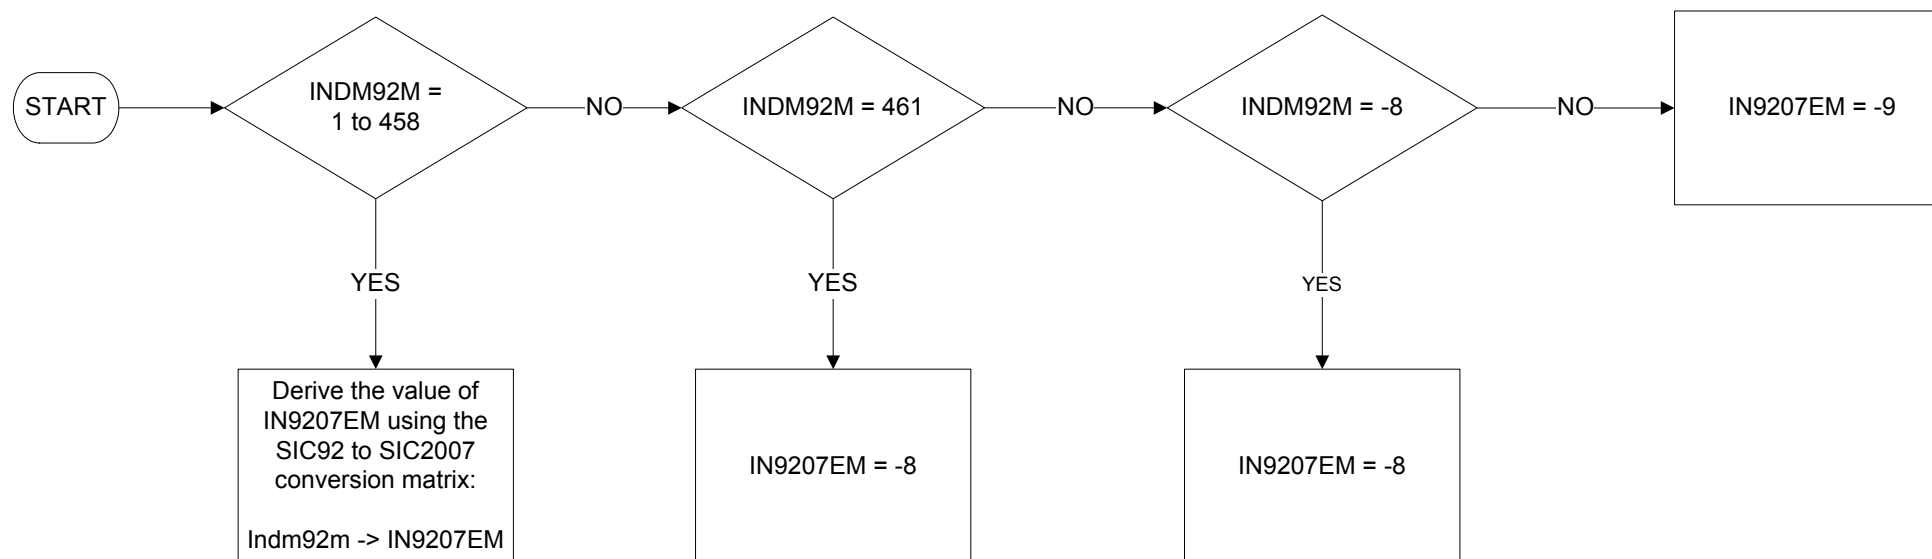 START
INDM92M =
1 to 458
NO
INDM92M = 461
NO
INDM92M = -8
NO
IN9207EM = -9
YES
YES
YES
Derive the value of
IN9207EM using the
SIC92 to SIC2007
conversion matrix:
Indm92m -> IN9207EM
IN9207EM = -8
IN9207EM = -8